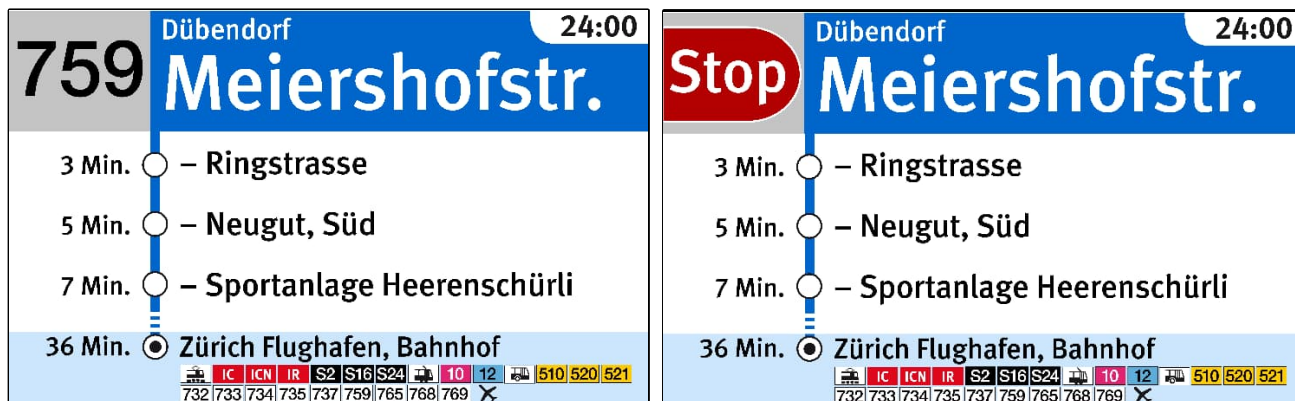 759
Dübendorf
24:00
Meiershofstr.
3 Min. – Ringstrasse
5 Min. – Neugut, Süd
7 Min. – Sportanlage Heerenschürli
36 Min. Zürich Flughafen, Bahnhof
IC ICN IR S2 S16 S24 10 12 510 520 521
732 733 734 735 737 759 765 768 769
Stop
Dübendorf
24:00
Meiershofstr.
3 Min. – Ringstrasse
5 Min. – Neugut, Süd
7 Min. – Sportanlage Heerenschürli
36 Min. Zürich Flughafen, Bahnhof
IC ICN IR S2 S16 S24 10 12 510 520 521
732 733 734 735 737 759 765 768 769